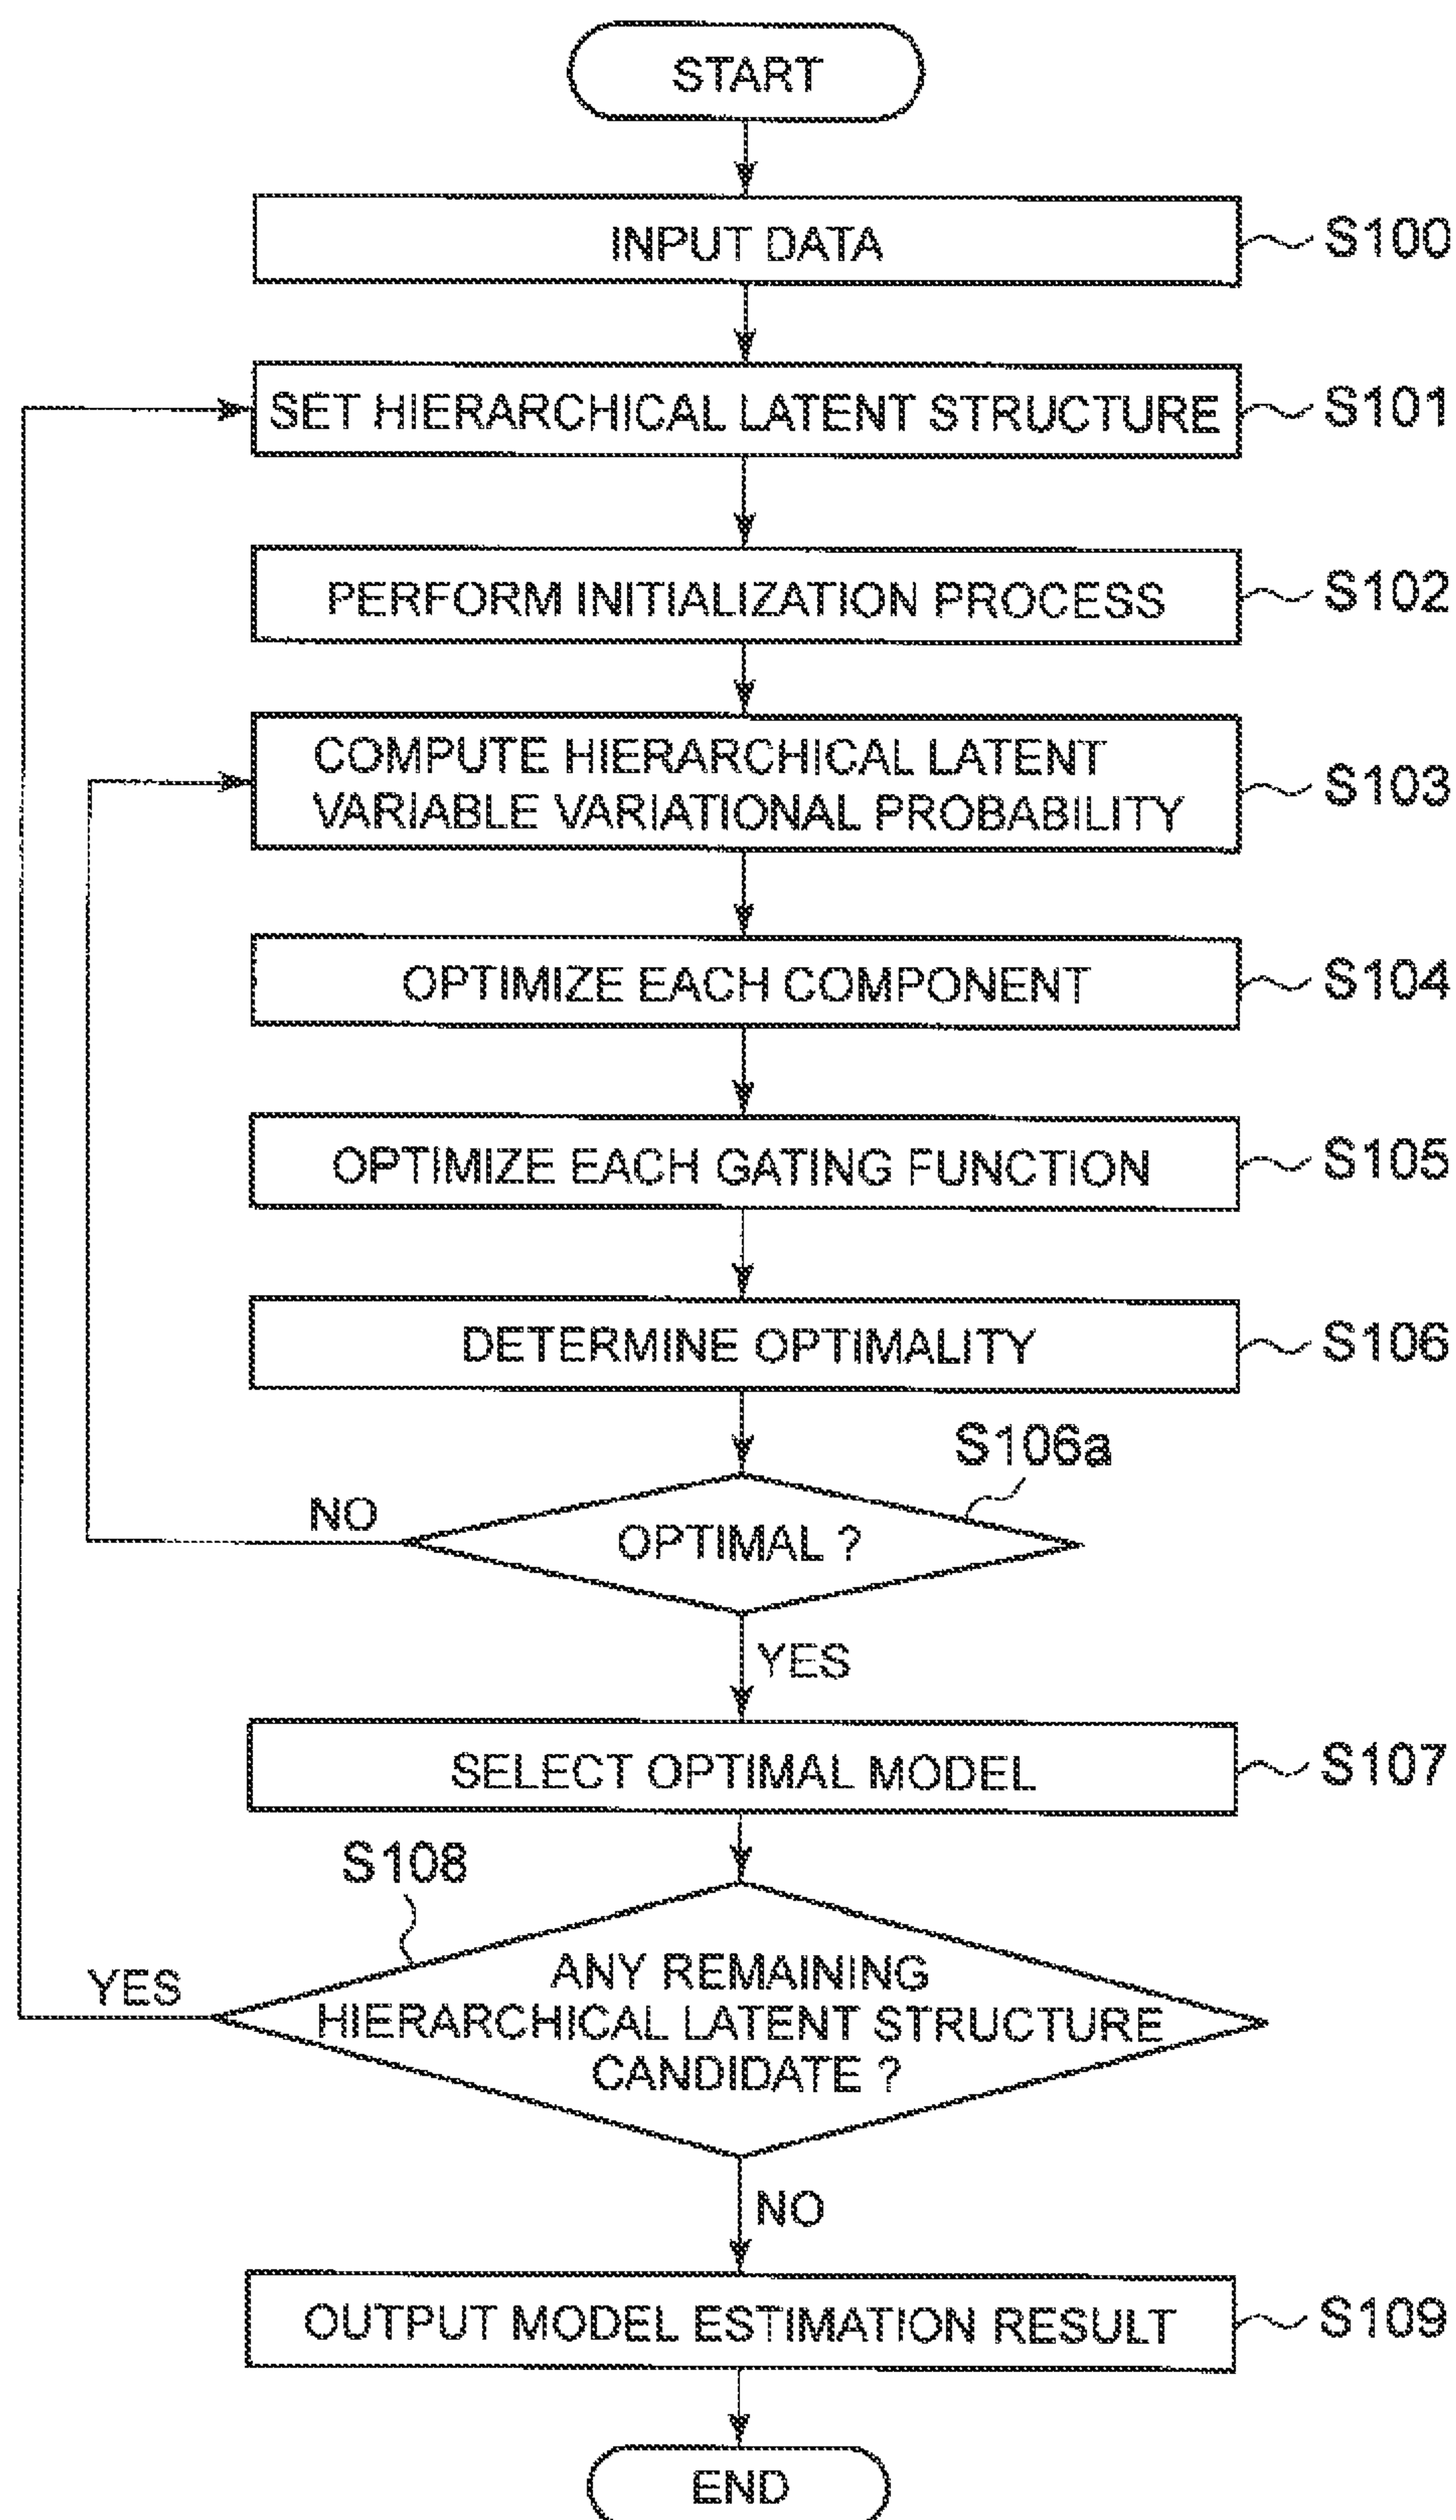 START
INPUT DATA
S100
SET HIERARCHICAL LATENT STRUCTURE
S101
PERFORM INITIALIZATION PROCESS
S102
COMPUTE HIERARCHICAL LATENT
VARIABLE VARIATIONAL PROBABILITY
S103
OPTIMIZE EACH COMPONENT
S104
OPTIMIZE EACH GATING FUNCTION
S105
DETERMINE OPTIMALITY
S106
S106a
NO
OPTIMAL ?
YES
SELECT OPTIMAL MODEL
S107
S108
YES
ANY REMAINING
HIERARCHICAL LATENT STRUCTURE
CANDIDATE ?
NO
OUTPUT MODEL ESTIMATION RESULT
S109
END